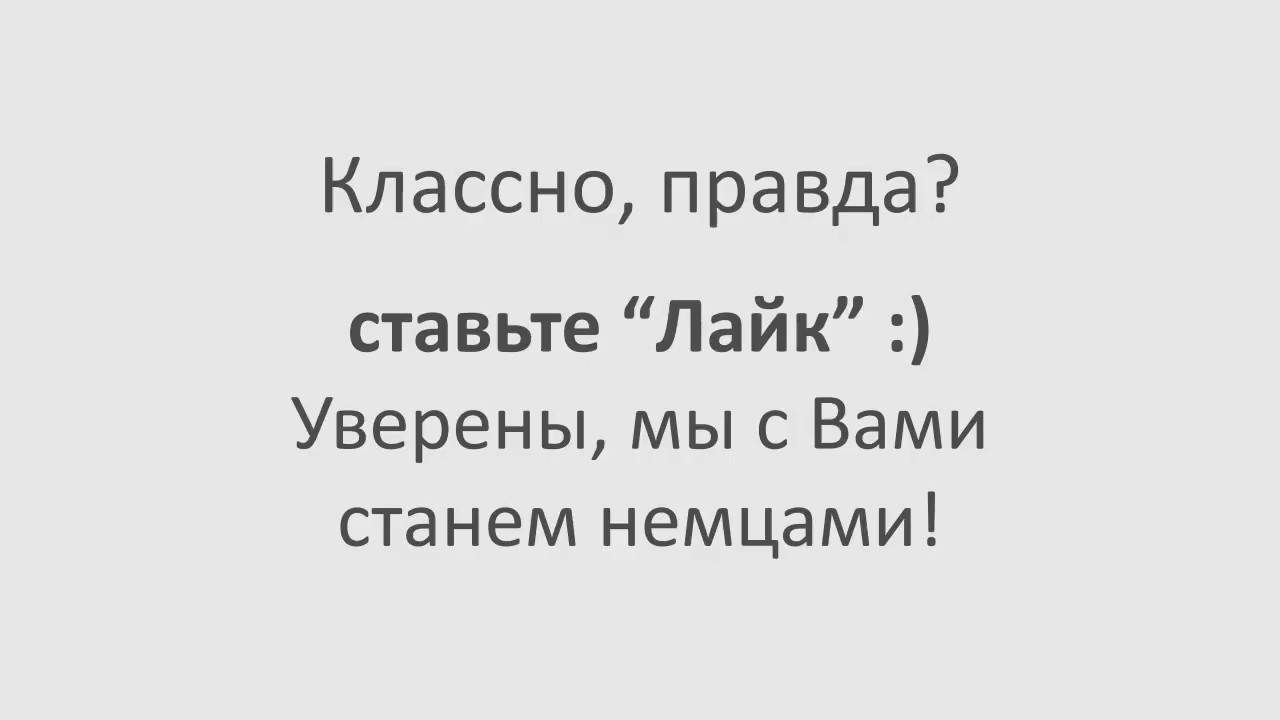 Классно, правда?
ставьте “Лайк” :)
Уверены, мы с Вами
станем немцами!